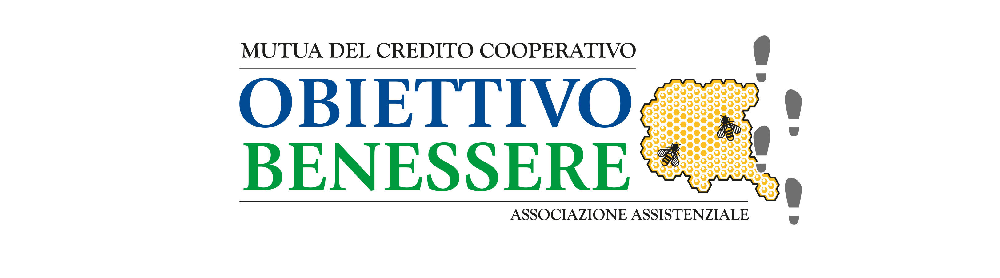 MUTUA DEL CREDITO COOPERATIVO
OBIETTIVO
BENESSERE
ASSOCIAZIONE ASSISTENZIALE